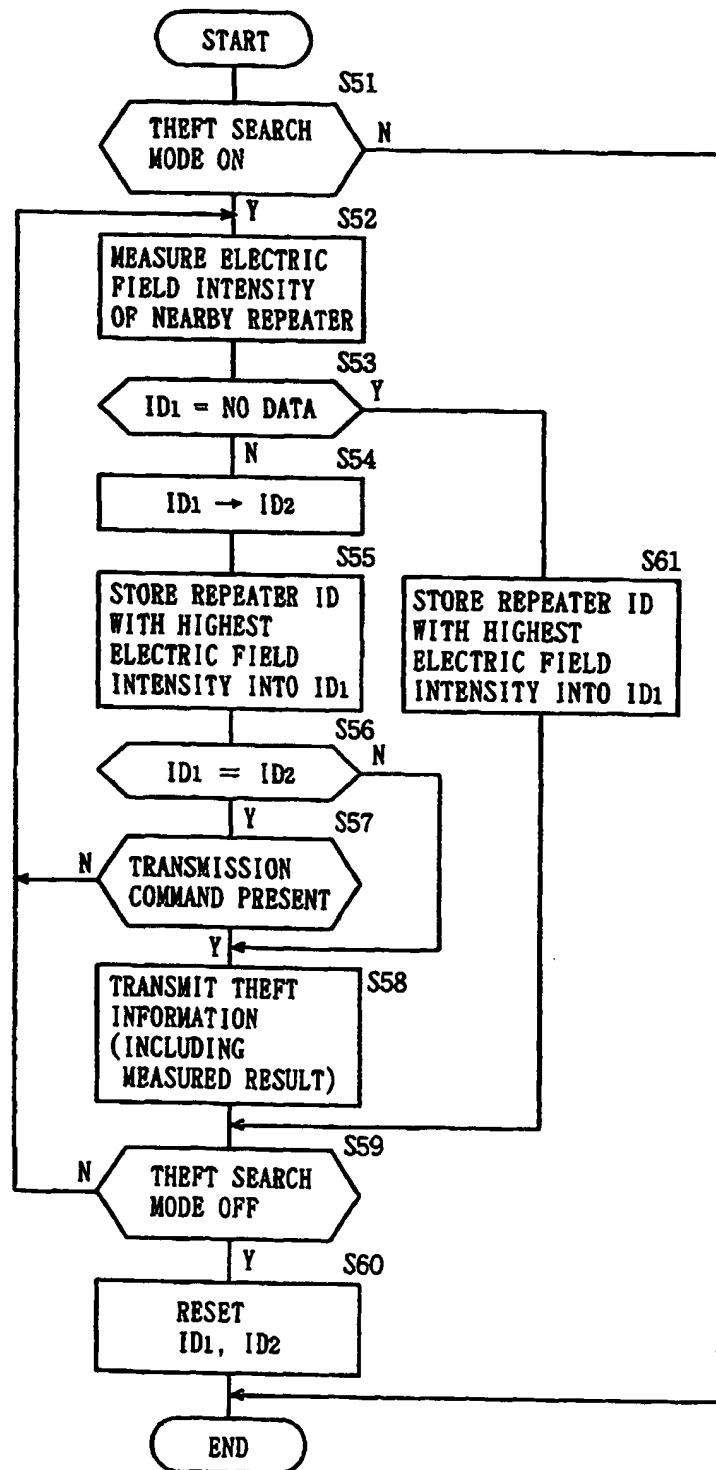 START
S51
THEFT SEARCH
MODE ON
N
Y
S52
MEASURE ELECTRIC
FIELD INTENSITY
OF NEARBY REPEATER
S53
ID1 = NO DATA
Y
N
S54
ID1 → ID2
S55
STORE REPEATER ID
WITH HIGHEST
ELECTRIC FIELD
INTENSITY INTO ID1
S61
STORE REPEATER ID
WITH HIGHEST
ELECTRIC FIELD
INTENSITY INTO ID1
S56
ID1 = ID2
N
Y
S57
N
TRANSMISSION
COMMAND PRESENT
Y
S58
TRANSMIT THEFT
INFORMATION
(INCLUDING
MEASURED RESULT)
S59
N
THEFT SEARCH
MODE OFF
Y
S60
RESET
ID1, ID2
END